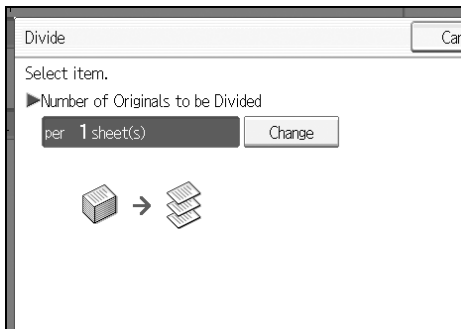 Divide
Select item.
▶Number of Originals to be Divided
per 1 sheet(s) Change